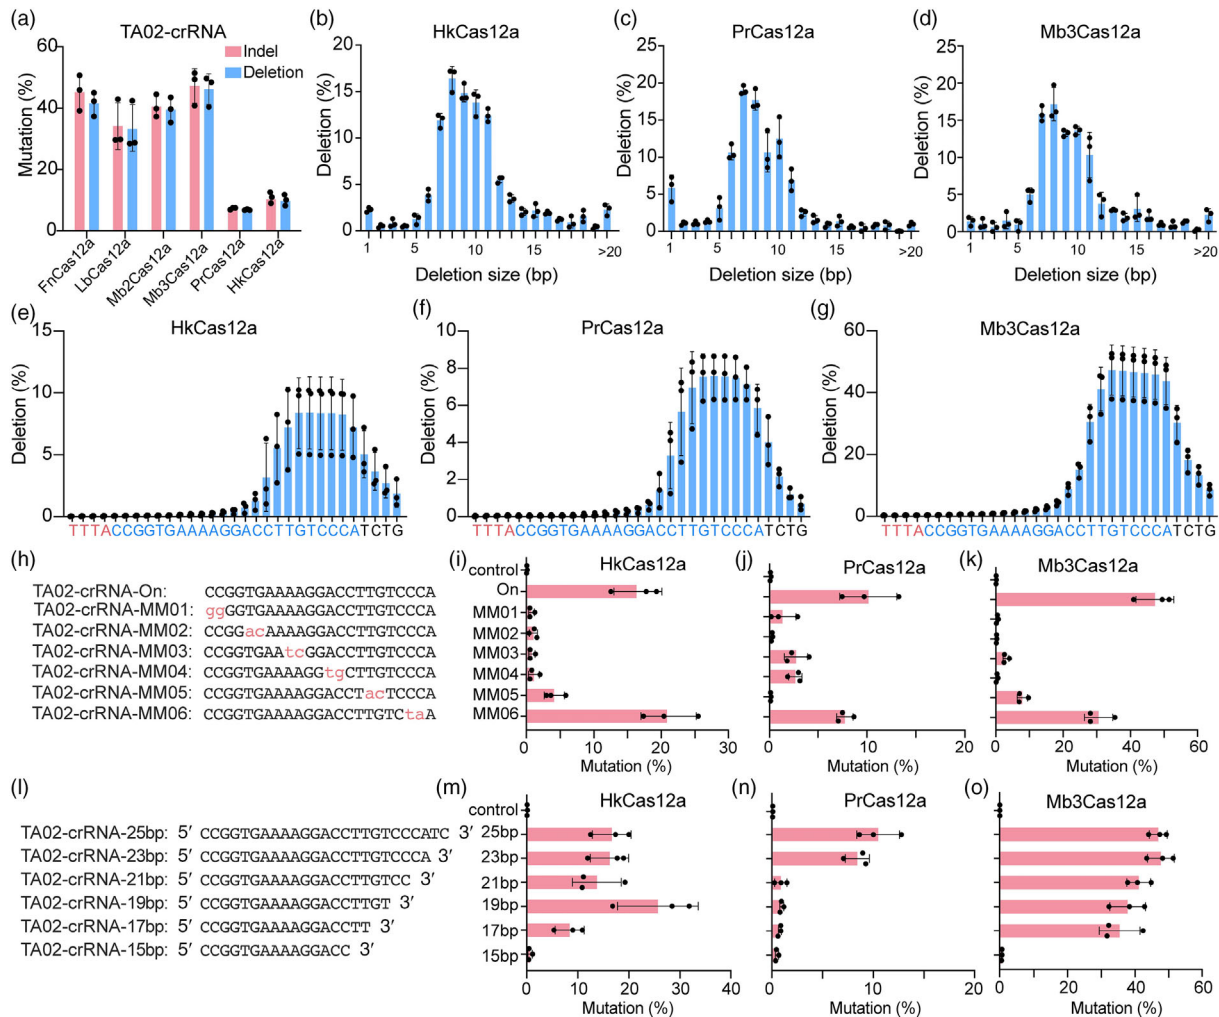 (a)
TA02-crRNA
Indel
Deletion
Mutation (%)
60
40
20
0
FnCas12a
LbCas12a
Mb2Cas12a
Mb3Cas12a
PrCas12a
HkCas12a
(b)
HkCas12a
Deletion (%)
20
15
10
5
0
1 5 10 15 >20
Deletion size (bp)
(c)
PrCas12a
Deletion (%)
25
20
15
10
5
0
1 5 10 15 >20
Deletion size (bp)
(d)
Mb3Cas12a
Deletion (%)
25
20
15
10
5
0
1 5 10 15 >20
Deletion size (bp)
(e)
HkCas12a
Deletion (%)
15
10
5
0
TTTACCGGTGAAAAGGACCTTGTCCCATCTG
(f)
PrCas12a
Deletion (%)
10
8
6
4
2
0
TTTACCGGTGAAAAGGACCTTGTCCCATCTG
(g)
Mb3Cas12a
Deletion (%)
60
40
20
0
TTTACCGGTGAAAAGGACCTTGTCCCATCTG
(h)
TA02-crRNA-On: CCGGTGAAAAGGACCTTGTCCCA
TA02-crRNA-MM01: ggGGTGAAAAGGACCTTGTCCCA
TA02-crRNA-MM02: CCGGacAAAAGGACCTTGTCCCA
TA02-crRNA-MM03: CCGGTGAAtcGGACCTTGTCCCA
TA02-crRNA-MM04: CCGGTGAAAAGGtgCTTGTCCCA
TA02-crRNA-MM05: CCGGTGAAAAGGACCTacTCCCA
TA02-crRNA-MM06: CCGGTGAAAAGGACCTTGTCtaA
(i)
HkCas12a
control
On
MM01
MM02
MM03
MM04
MM05
MM06
0 10 20 30
Mutation (%)
(j)
PrCas12a
0 10 20
Mutation (%)
(k)
Mb3Cas12a
0 20 40 60
Mutation (%)
(l)
TA02-crRNA-25bp: 5′ CCGGTGAAAAGGACCTTGTCCCATC 3′
TA02-crRNA-23bp: 5′ CCGGTGAAAAGGACCTTGTCCCA 3′
TA02-crRNA-21bp: 5′ CCGGTGAAAAGGACCTTGTCC 3′
TA02-crRNA-19bp: 5′ CCGGTGAAAAGGACCTTGT 3′
TA02-crRNA-17bp: 5′ CCGGTGAAAAGGACCTT 3′
TA02-crRNA-15bp: 5′ CCGGTGAAAAGGACC 3′
(m)
HkCas12a
control
25bp
23bp
21bp
19bp
17bp
15bp
0 10 20 30 40
Mutation (%)
(n)
PrCas12a
0 5 10 15
Mutation (%)
(o)
Mb3Cas12a
0 20 40 60
Mutation (%)